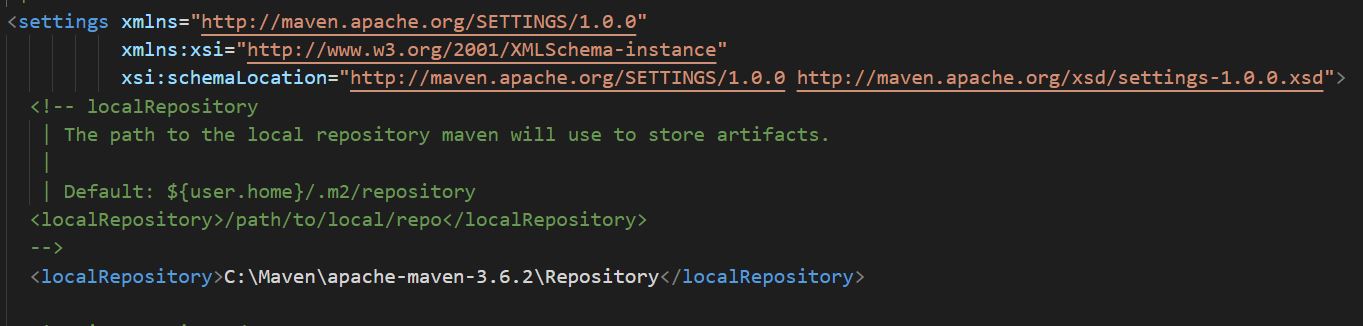 <settings xmlns="http://maven.apache.org/SETTINGS/1.0.0"
xmlns:xsi="http://www.w3.org/2001/XMLSchema-instance"
xsi:schemaLocation="http://maven.apache.org/SETTINGS/1.0.0 http://maven.apache.org/xsd/settings-1.0.0.xsd">
<!-- localRepository
| The path to the local repository maven will use to store artifacts.
|
| Default: ${user.home}/.m2/repository
<localRepository>/path/to/local/repo</localRepository>
-->
<localRepository>C:\Maven\apache-maven-3.6.2\Repository</localRepository>